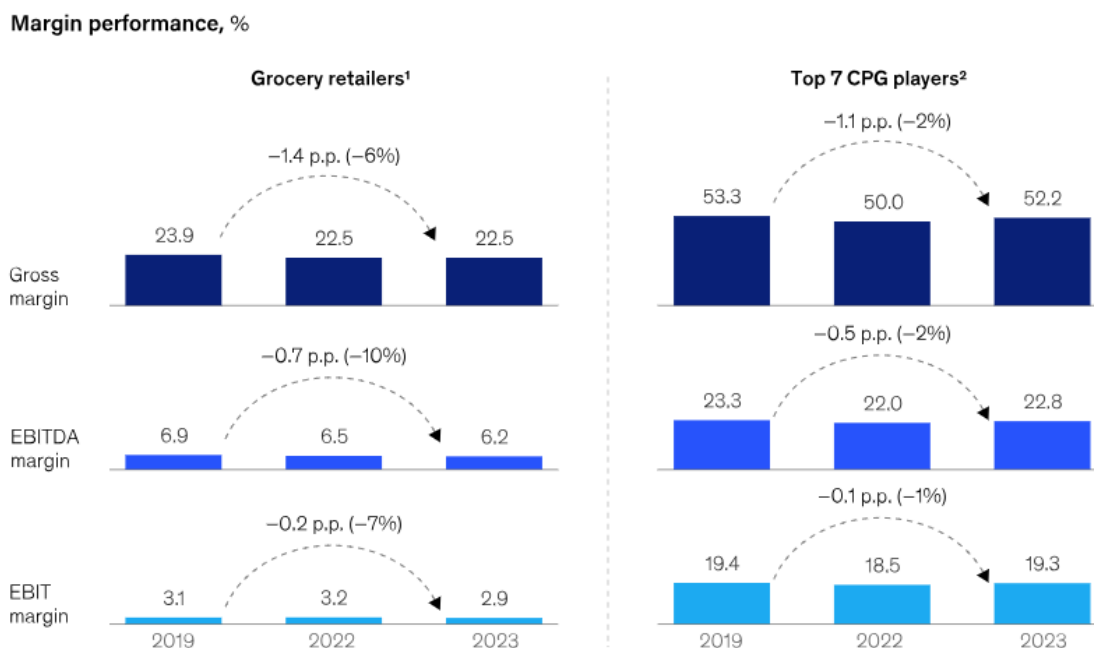 Margin performance, %
Grocery retailers¹
Top 7 CPG players²
Gross
margin
−1.4 p.p. (−6%)
23.9 22.5 22.5
−1.1 p.p. (−2%)
53.3 50.0 52.2
EBITDA
margin
−0.7 p.p. (−10%)
6.9 6.5 6.2
−0.5 p.p. (−2%)
23.3 22.0 22.8
EBIT
margin
−0.2 p.p. (−7%)
3.1 3.2 2.9
−0.1 p.p. (−1%)
19.4 18.5 19.3
2019 2022 2023
2019 2022 2023